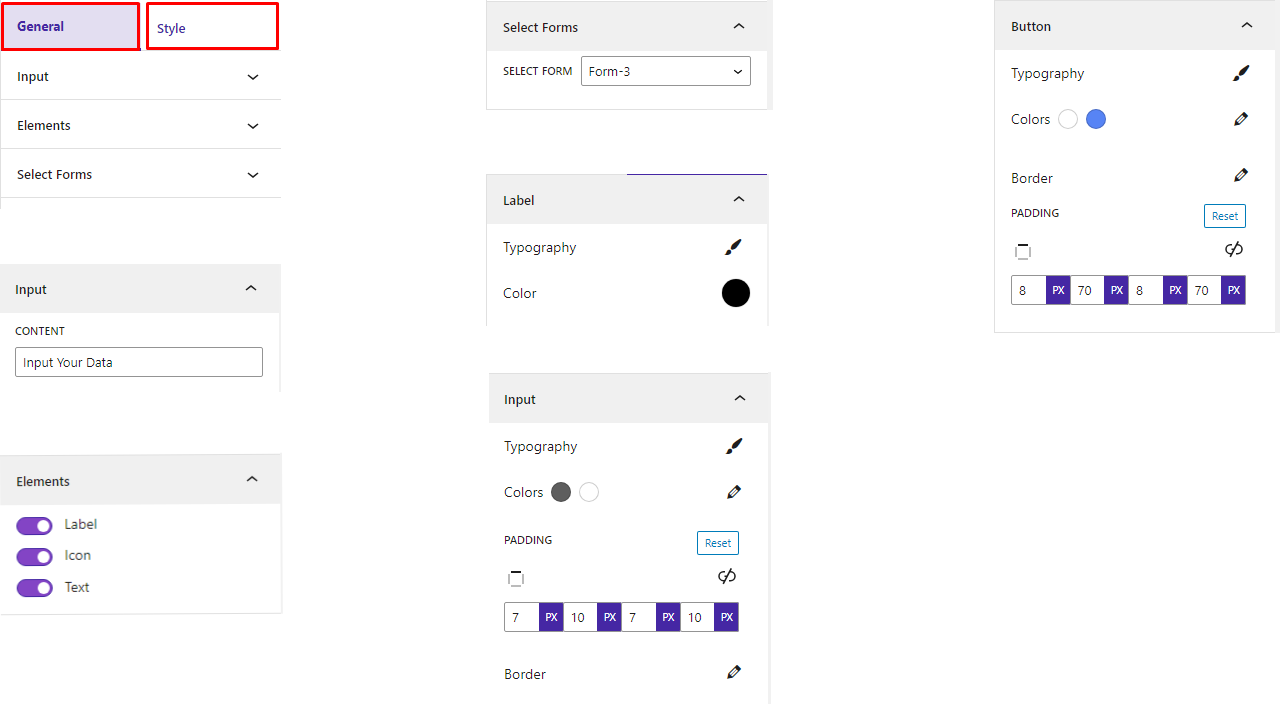 General
Style
Input
Elements
Select Forms
Input
CONTENT
Input Your Data
Elements
Label
Icon
Text
Select Forms
SELECT FORM Form-3
Label
Typography
Color
Input
Typography
Colors
PADDING Reset
7 PX 10 PX 7 PX 10 PX
Border
Button
Typography
Colors
Border
PADDING Reset
8 PX 70 PX 8 PX 70 PX